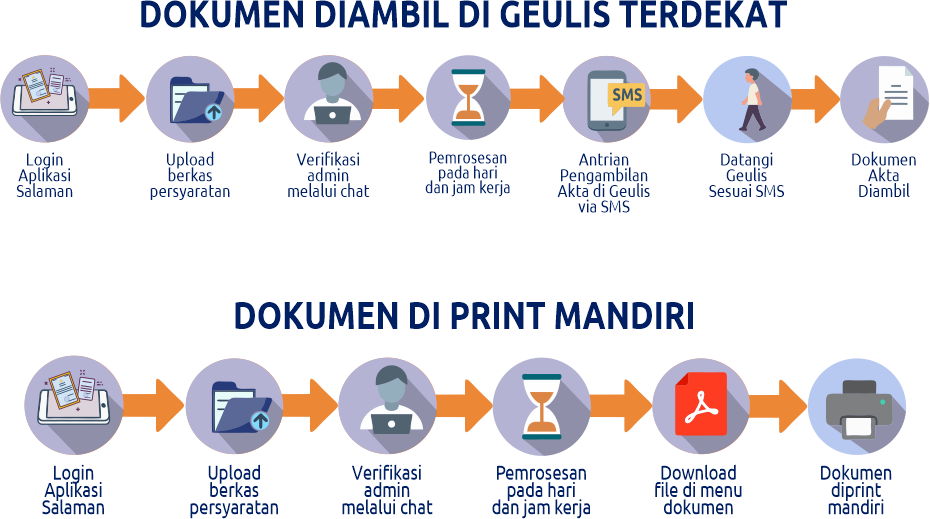 DOKUMEN DIAMBIL DI GEULIS TERDEKAT
SMS
Login
Aplikasi
Salaman
Upload
berkas
persyaratan
Verifikasi
admin
melalui chat
Pemrosesan
pada hari
dan jam kerja
Antrian
Pengambilan
Akta di Geulis
via SMS
Datangi
Geulis
Sesuai SMS
Dokumen
Akta
Diambil
DOKUMEN DI PRINT MANDIRI
Login
Aplikasi
Salaman
Upload
berkas
persyaratan
Verifikasi
admin
melalui chat
Pemrosesan
pada hari
dan jam kerja
Download
file di menu
dokumen
Dokumen
diprint
mandiri